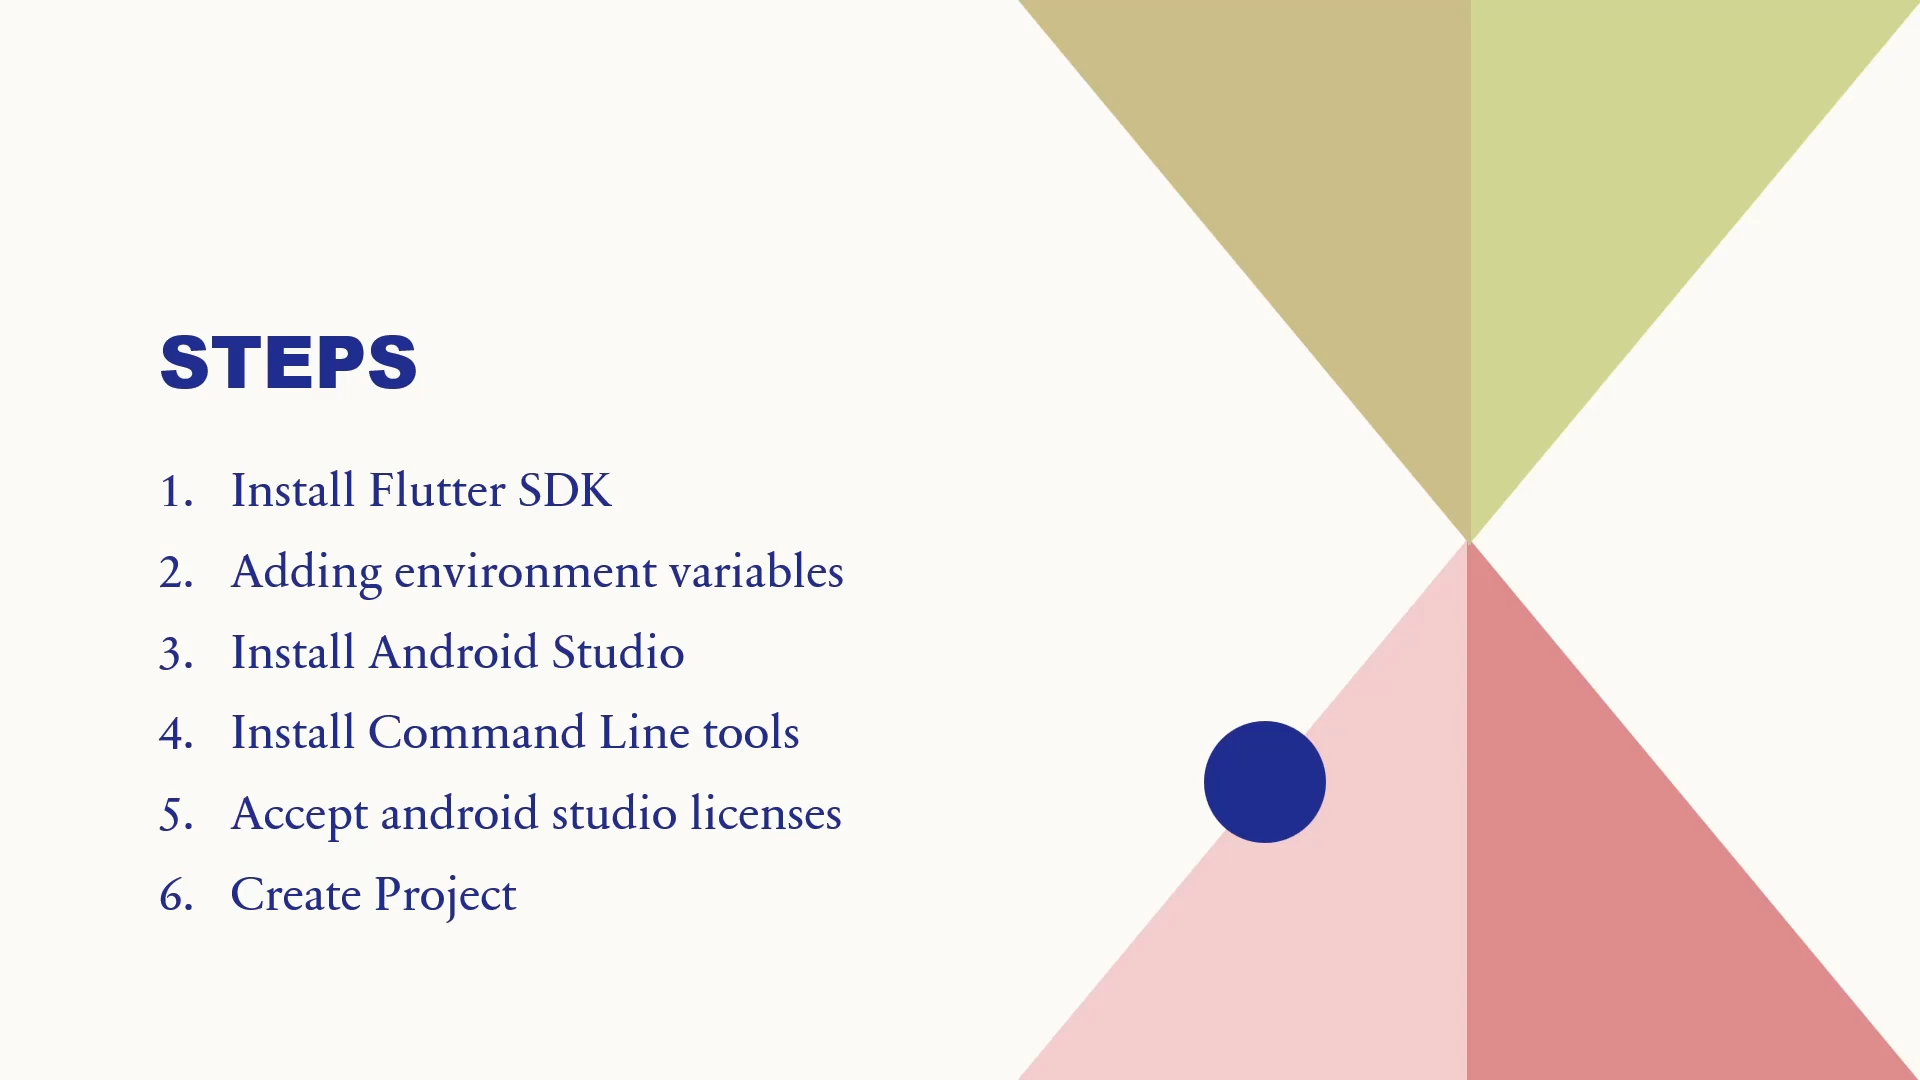 STEPS
1. Install Flutter SDK
2. Adding environment variables
3. Install Android Studio
4. Install Command Line tools
5. Accept android studio licenses
6. Create Project